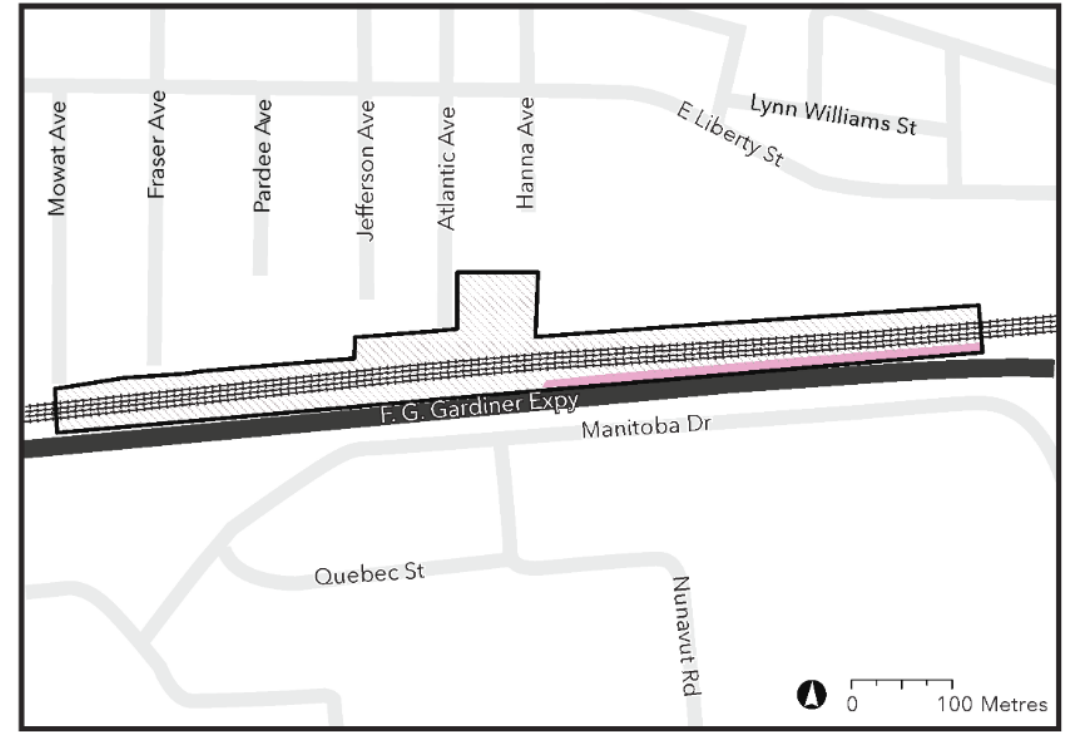 Mowat Ave
Fraser Ave
Pardee Ave
Jefferson Ave
Atlantic Ave
Hanna Ave
E Liberty St
Lynn Williams St
F. G. Gardiner Expy
Manitoba Dr
Quebec St
Nunavut Rd
0 100 Metres